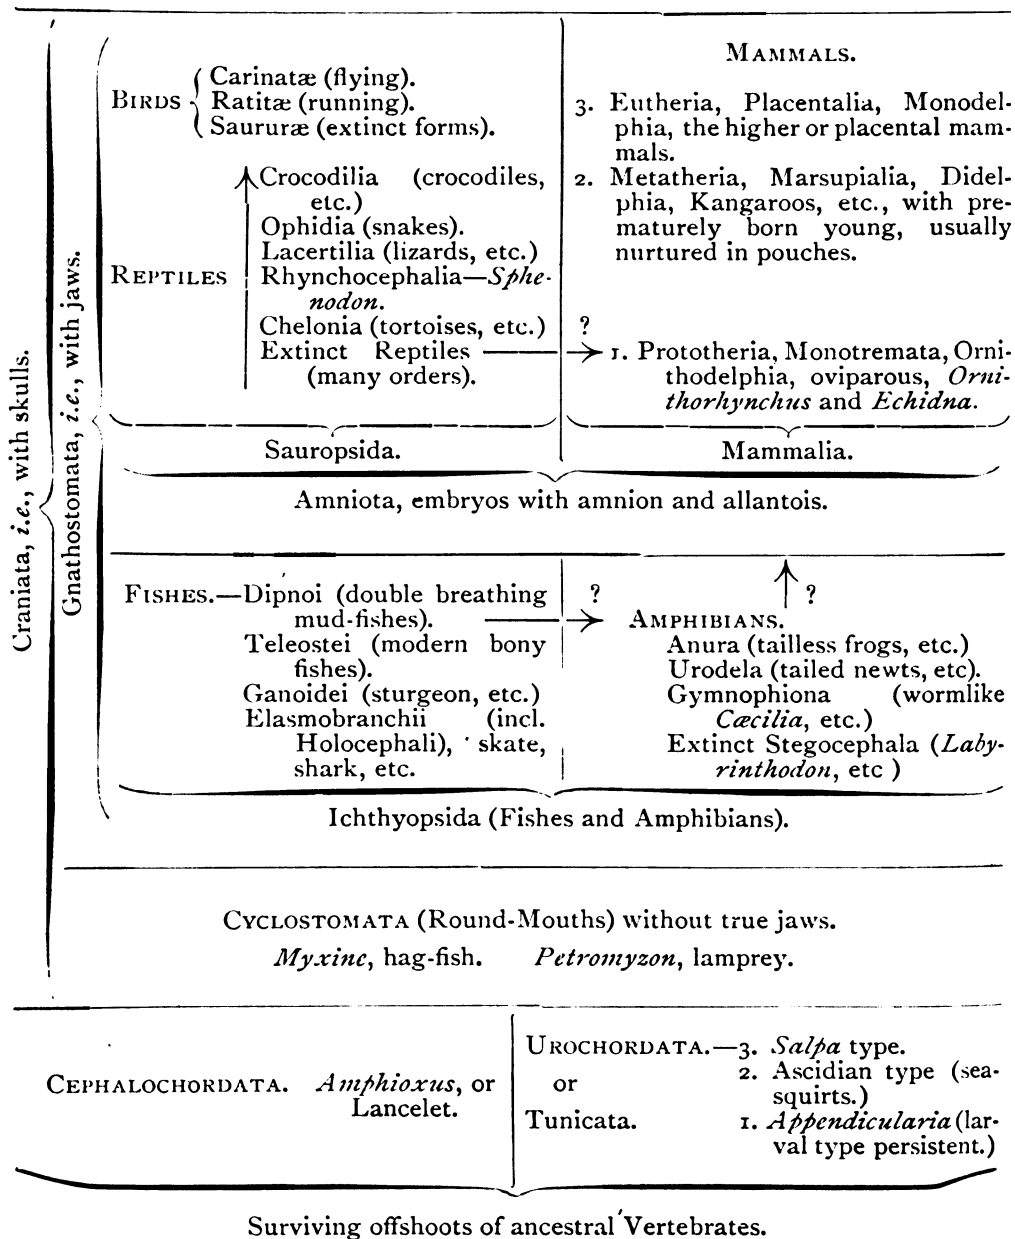 Craniata, i.e., with skulls.
Gnathostomata, i.e., with jaws.
BIRDS
Carinatæ (flying).
Ratitæ (running).
Saururæ (extinct forms).
REPTILES
Crocodilia (crocodiles,
etc.)
Ophidia (snakes).
Lacertilia (lizards, etc.)
Rhynchocephalia—Sphe-
nodon.
Chelonia (tortoises, etc.)
Extinct Reptiles
(many orders).
Sauropsida.
MAMMALS.
3. Eutheria, Placentalia, Monodel-
phia, the higher or placental mam-
mals.
2. Metatheria, Marsupialia, Didel-
phia, Kangaroos, etc., with pre-
maturely born young, usually
nurtured in pouches.
?
1. Prototheria, Monotremata, Orni-
thodelphia, oviparous, Orni-
thorhynchus and Echidna.
Mammalia.
Amniota, embryos with amnion and allantois.
FISHES.—Dipnoi (double breathing
mud-fishes).
Teleostei (modern bony
fishes).
Ganoidei (sturgeon, etc.)
Elasmobranchii (incl.
Holocephali), skate,
shark, etc.
?
?
AMPHIBIANS.
Anura (tailless frogs, etc.)
Urodela (tailed newts, etc).
Gymnophiona (wormlike
Cæcilia, etc.)
Extinct Stegocephala (Laby-
rinthodon, etc )
Ichthyopsida (Fishes and Amphibians).
CYCLOSTOMATA (Round-Mouths) without true jaws.
Myxine, hag-fish. Petromyzon, lamprey.
CEPHALOCHORDATA. Amphioxus, or
Lancelet.
UROCHORDATA.—3. Salpa type.
or 2. Ascidian type (sea-
squirts.)
Tunicata. 1. Appendicularia (lar-
val type persistent.)
Surviving offshoots of ancestral Vertebrates.